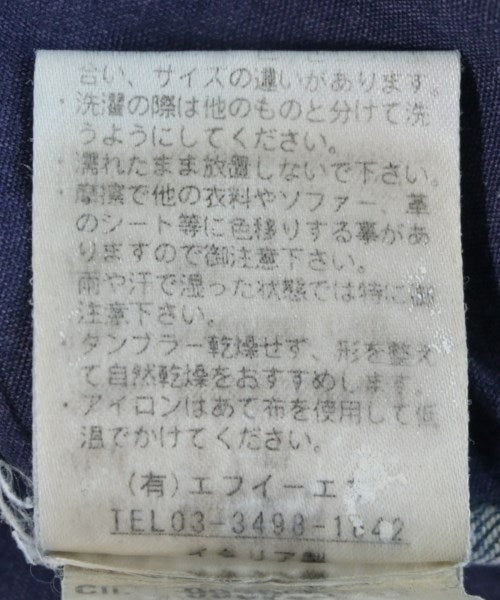 合い、サイズの違いがあります。
・洗濯の際は他のものと分けて洗
うようにしてください。
・濡れたまま放置しないで下さい。
・摩擦で他の衣料やソファー、革
のシート等に色移りする事があ
りますので御注意下さい。
雨や汗で湿った状態では特に御
注意下さい。
・タンブラー乾燥せず、形を整え
て自然乾燥をおすすめします。
・アイロンはあて布を使用して低
温でかけてください。
(有)エフイーエ
TEL03-3498-1642
イタリア製